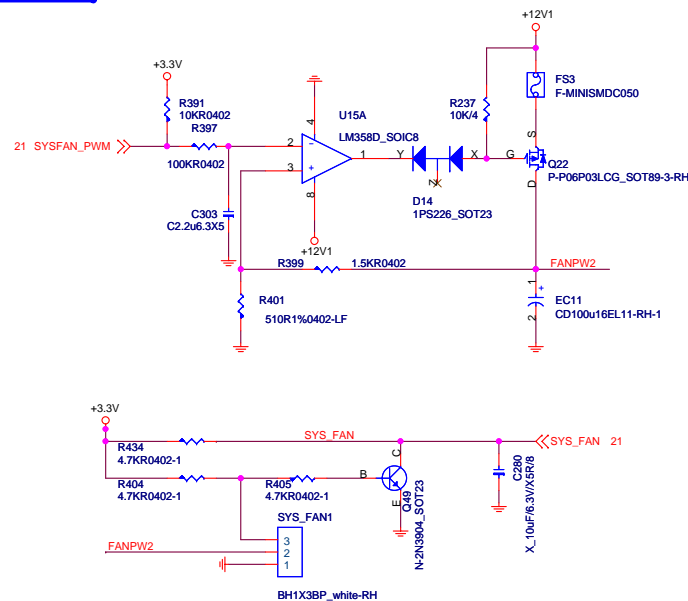 +12V1
+3.3V
FS3
F-MINISMDC050
R391
10KR0402
R237
10K/4
U15A
LM358D_SOIC8
R397
21 SYSFAN_PWM
100KR0402
4
2
-
3
+
1
8
Y
X
Z
G
S
D
Q22
P-P06P03LCG_SOT89-3-RH
D14
1PS226_SOT23
C303
C2.2u6.3X5
+12V1
R399
1.5KR0402
FANPW2
R401
510R1%0402-LF
1
+
2
EC11
CD100u16EL11-RH-1
+3.3V
R434
4.7KR0402-1
SYS_FAN
SYS_FAN 21
R404
4.7KR0402-1
R405
4.7KR0402-1
B
C
E
Q49
N-2N3904_SOT23
C280
X_10uF/6.3V/X5R/8
SYS_FAN1
3
2
1
FANPW2
BH1X3BP_white-RH